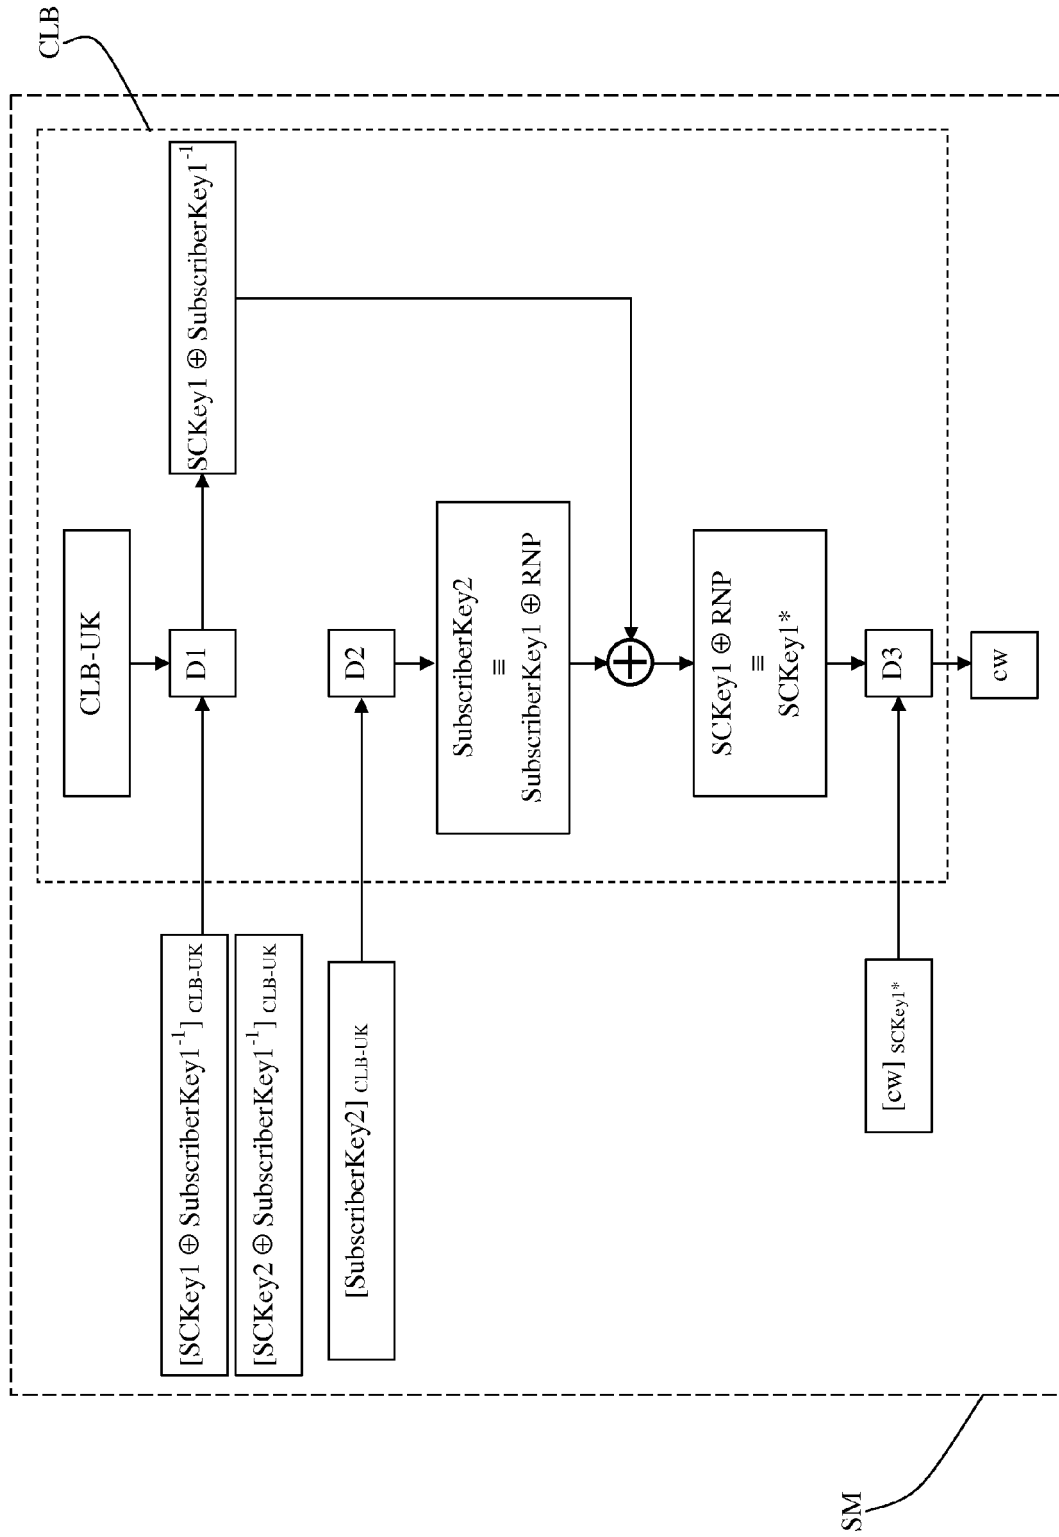 CLB
CLB-UK
D1
SCKey1 ⊕ SubscriberKey1⁻¹
[SCKey1 ⊕ SubscriberKey1⁻¹] CLB-UK
[SCKey2 ⊕ SubscriberKey1⁻¹] CLB-UK
[SubscriberKey2] CLB-UK
D2
SubscriberKey2
≡
SubscriberKey1 ⊕ RNP
SCKey1 ⊕ RNP
≡
SCKey1*
[cw] SCKey1*
D3
cw
SM